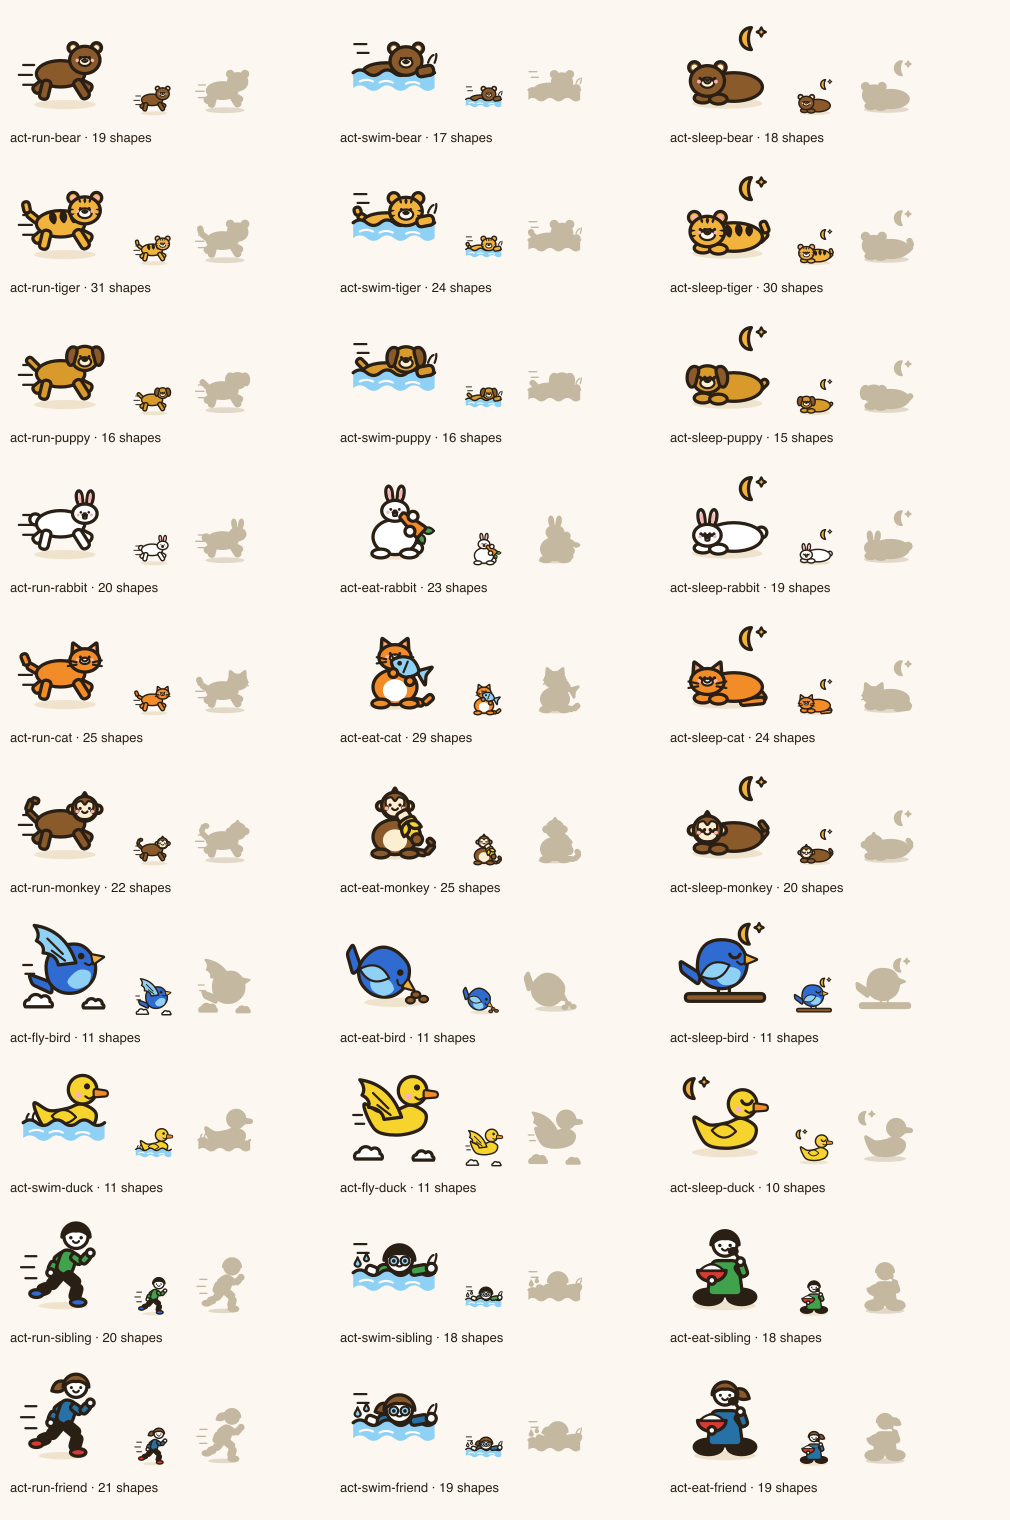 act-run-bear · 19 shapes
act-swim-bear · 17 shapes
act-sleep-bear · 18 shapes
act-run-tiger · 31 shapes
act-swim-tiger · 24 shapes
act-sleep-tiger · 30 shapes
act-run-puppy · 16 shapes
act-swim-puppy · 16 shapes
act-sleep-puppy · 15 shapes
act-run-rabbit · 20 shapes
act-eat-rabbit · 23 shapes
act-sleep-rabbit · 19 shapes
act-run-cat · 25 shapes
act-eat-cat · 29 shapes
act-sleep-cat · 24 shapes
act-run-monkey · 22 shapes
act-eat-monkey · 25 shapes
act-sleep-monkey · 20 shapes
act-fly-bird · 11 shapes
act-eat-bird · 11 shapes
act-sleep-bird · 11 shapes
act-swim-duck · 11 shapes
act-fly-duck · 11 shapes
act-sleep-duck · 10 shapes
act-run-sibling · 20 shapes
act-swim-sibling · 18 shapes
act-eat-sibling · 18 shapes
act-run-friend · 21 shapes
act-swim-friend · 19 shapes
act-eat-friend · 19 shapes